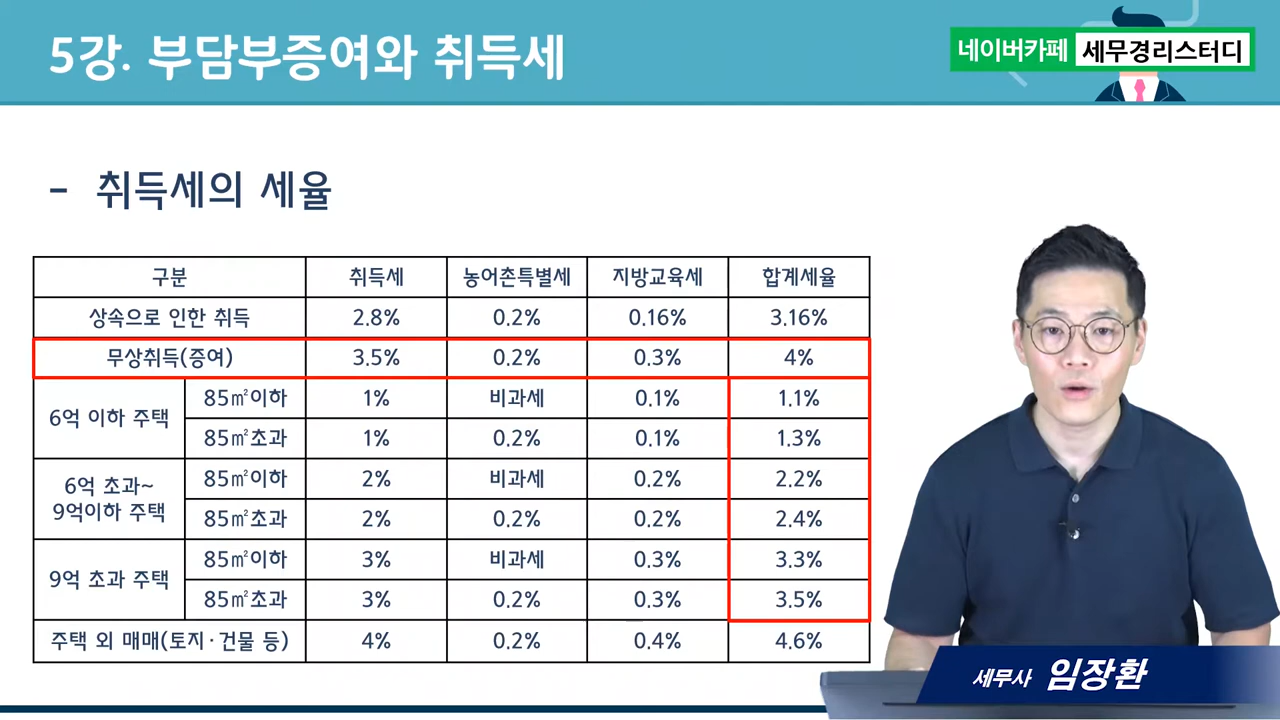 5강. 부담부증여와 취득세
네이버카페 세무경리스터디
- 취득세의 세율
구분 취득세 농어촌특별세 지방교육세 합계세율
상속으로 인한 취득 2.8% 0.2% 0.16% 3.16%
무상취득(증여) 3.5% 0.2% 0.3% 4%
6억 이하 주택 85㎡이하 1% 비과세 0.1% 1.1%
85㎡초과 1% 0.2% 0.1% 1.3%
6억 초과~
9억이하 주택
85㎡이하 2% 비과세 0.2% 2.2%
85㎡초과 2% 0.2% 0.2% 2.4%
9억 초과 주택 85㎡이하 3% 비과세 0.3% 3.3%
85㎡초과 3% 0.2% 0.3% 3.5%
주택 외 매매(토지·건물 등) 4% 0.2% 0.4% 4.6%
세무사 임장환